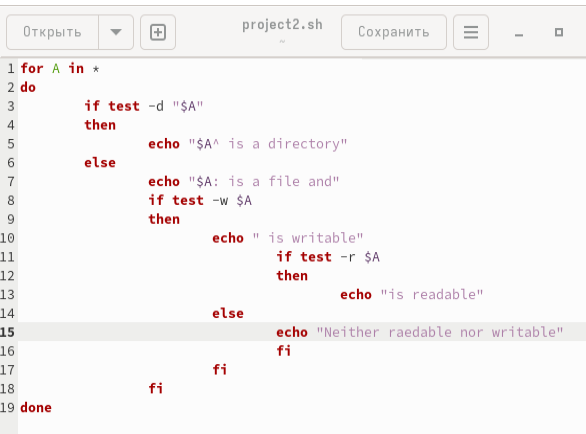 Открыть
project2.sh
~
Сохранить
1 for A in *
2 do
3         if test -d "$A"
4         then
5                 echo "$A^ is a directory"
6         else
7                 echo "$A: is a file and"
8                 if test -w $A
9                 then
10                         echo " is writable"
11                                 if test -r $A
12                                 then
13                                         echo "is readable"
14                         else
15                                 echo "Neither raedable nor writable"
16                                 fi
17                         fi
18                 fi
19 done